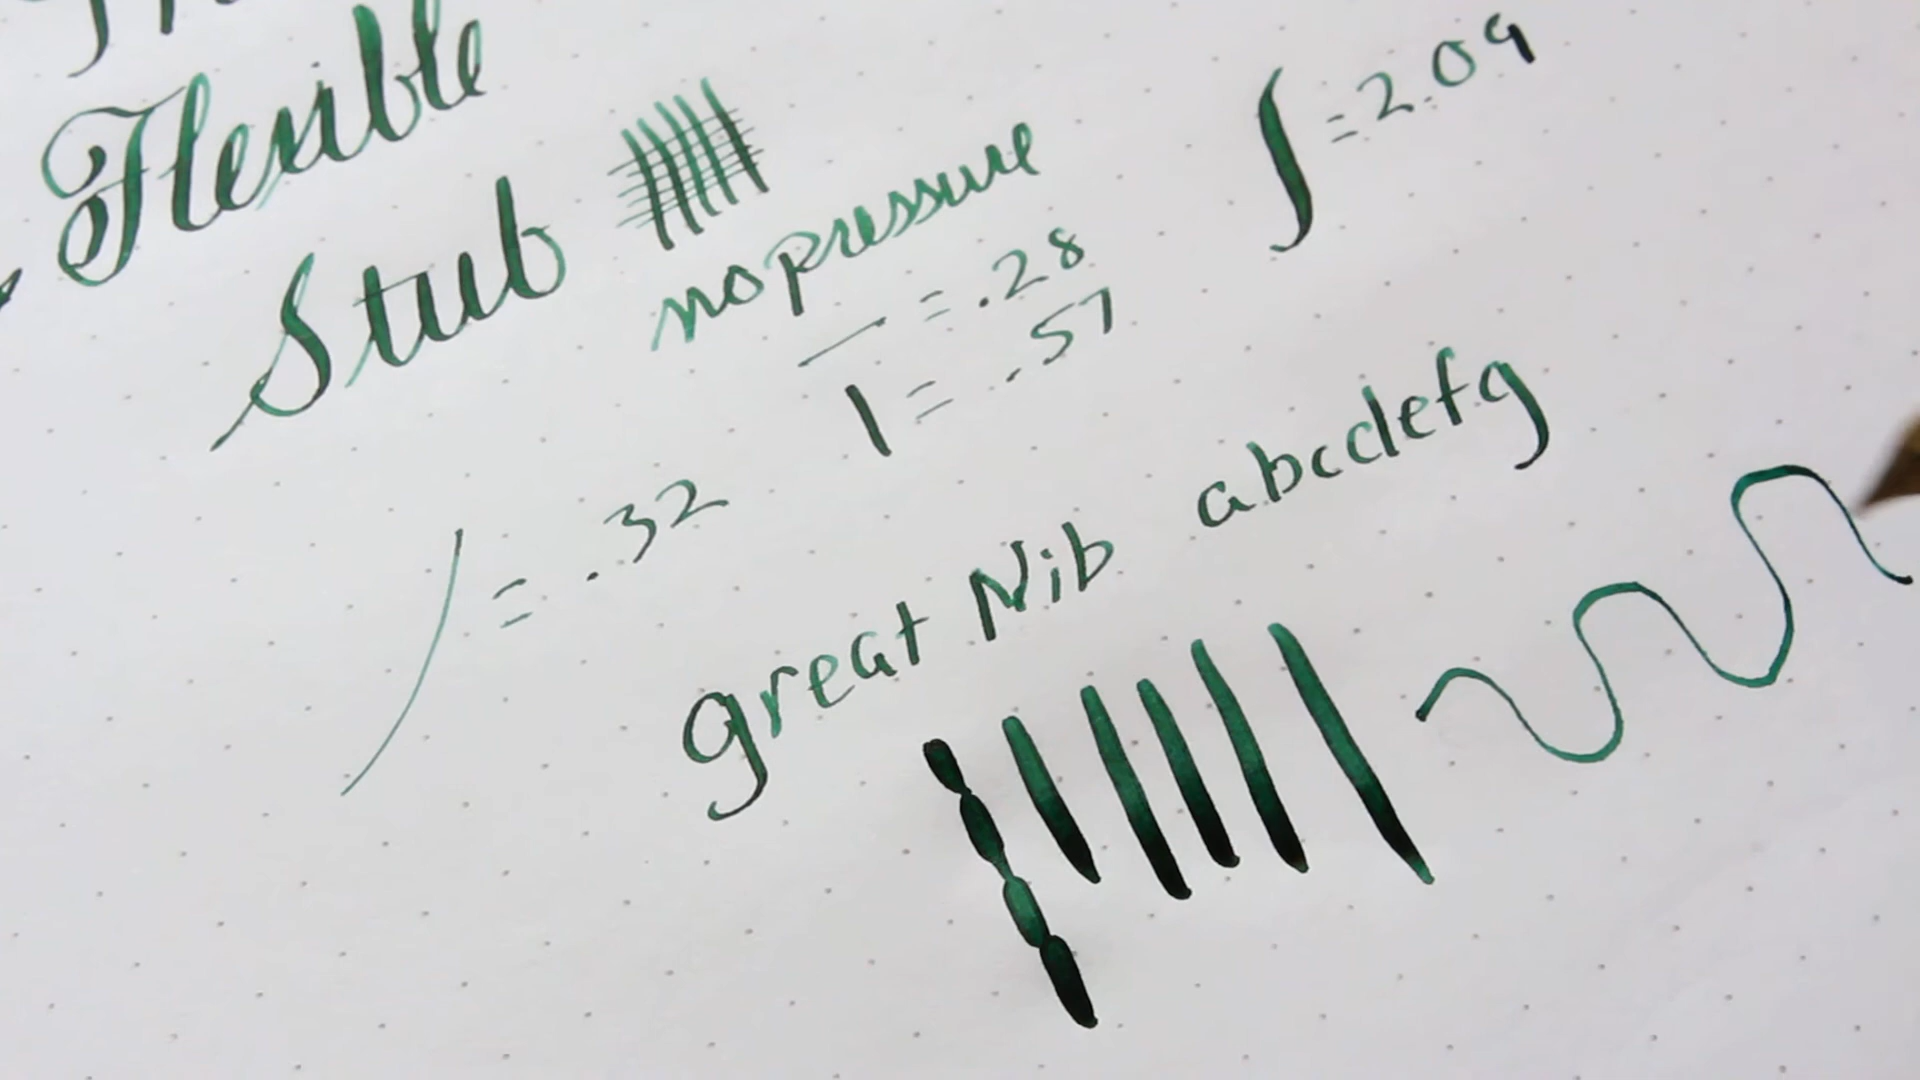 Flexible
Stub
no pressure
= .28
= .57
= 2.09
= .32
great Nib abcdefg